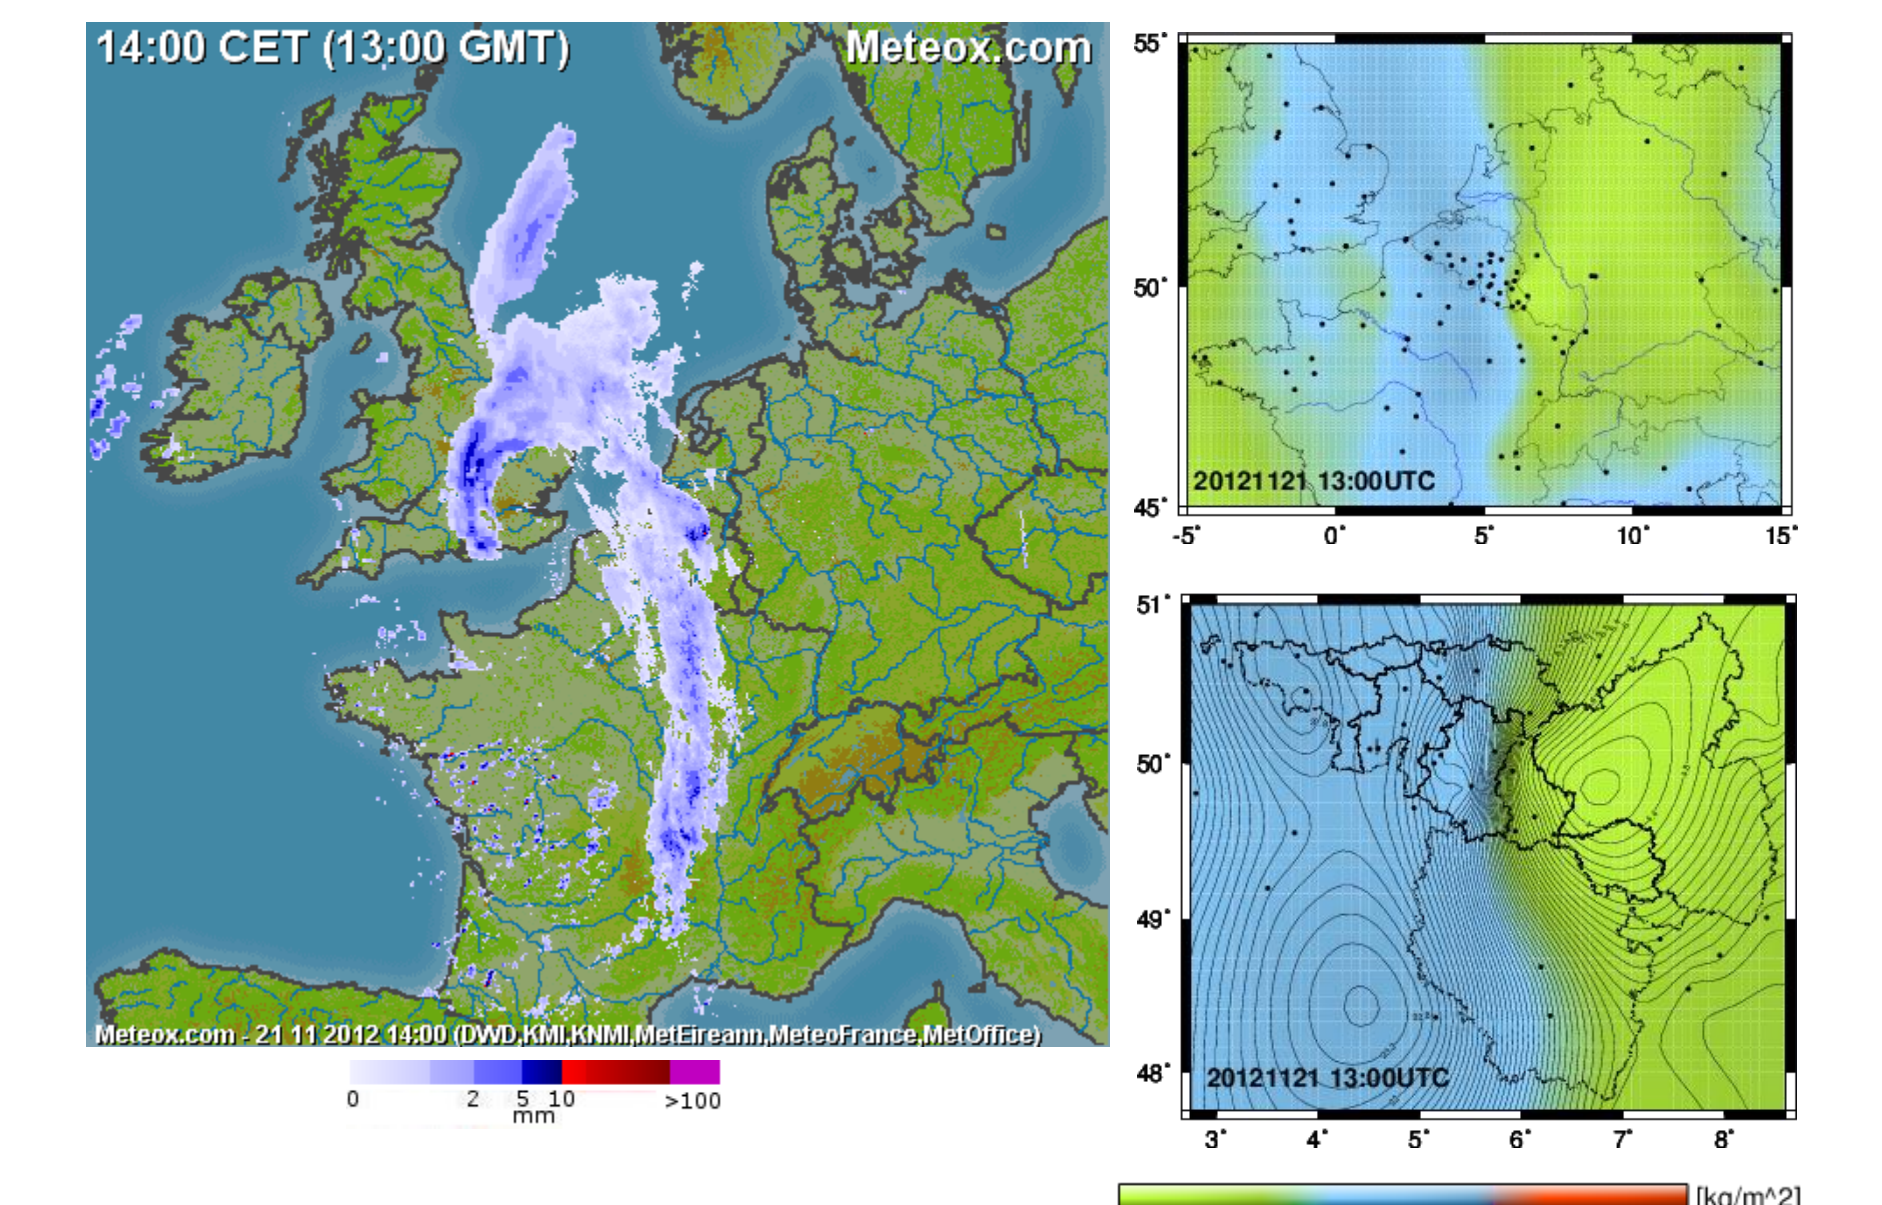 14:00 CET (13:00 GMT)
Meteox.com
Meteox.com - 21 11 2012 14:00 (DWD,KMI,KNMI,MetEireann,MeteoFrance,MetOffice)
0 2 5 10 >100
mm
55°
50°
45°
20121121 13:00UTC
-5° 0° 5° 10° 15°
51°
50°
49°
48°
20121121 13:00UTC
3° 4° 5° 6° 7° 8°
[kg/m^2]